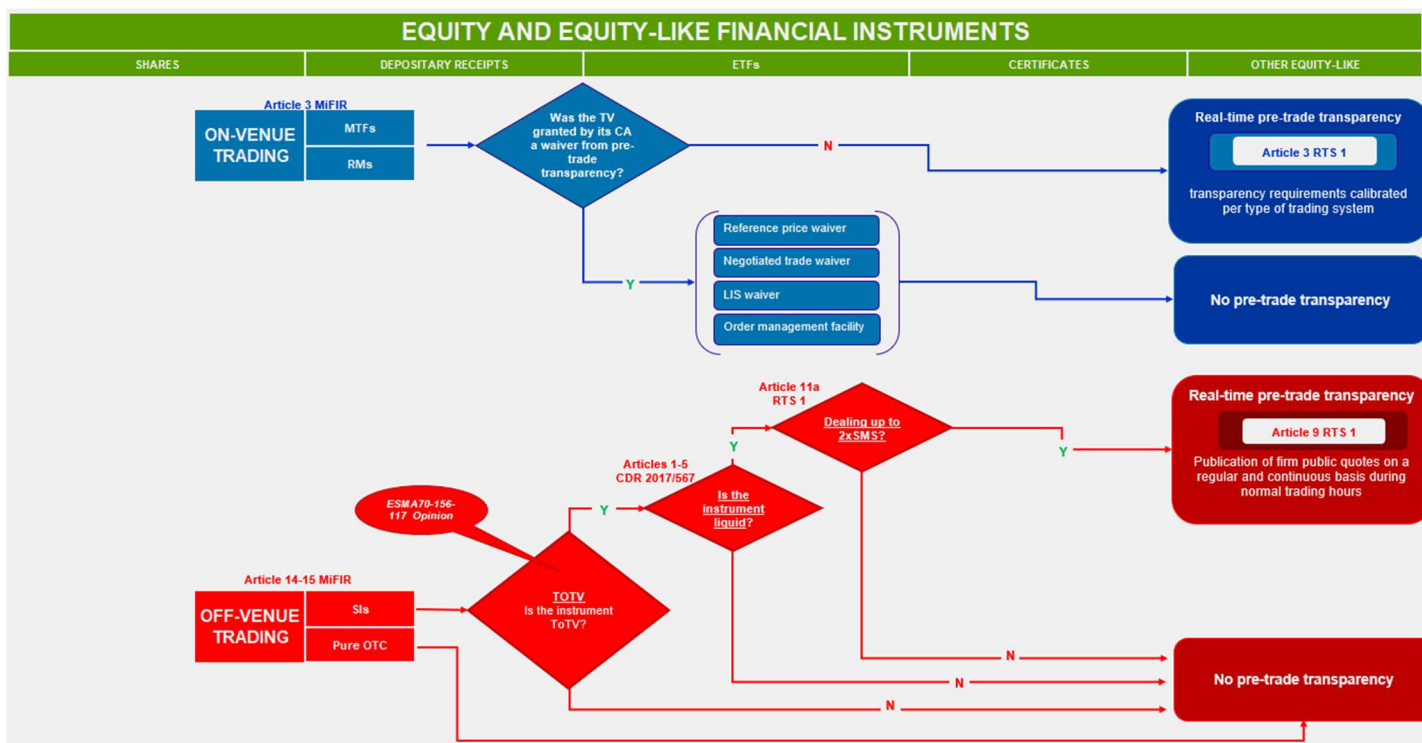 EQUITY AND EQUITY-LIKE FINANCIAL INSTRUMENTS
SHARES
DEPOSITARY RECEIPTS
ETFs
CERTIFICATES
OTHER EQUITY-LIKE
Article 3 MiFIR
ON-VENUE
TRADING
MTFs
RMs
Was the TV
granted by its CA
a waiver from pre-
trade
transparency?
N
Real-time pre-trade transparency
Article 3 RTS 1
transparency requirements calibrated
per type of trading system
Y
Reference price waiver
Negotiated trade waiver
LIS waiver
Order management facility
No pre-trade transparency
Article 11a
RTS 1
Dealing up to
2xSMS?
Y
Real-time pre-trade transparency
Article 9 RTS 1
Publication of firm public quotes on a
regular and continuous basis during
normal trading hours
Y
Articles 1-5
CDR 2017/567
Is the
instrument
liquid?
ESMA70-156-
117 Opinion
Y
Article 14-15 MiFIR
OFF-VENUE
TRADING
SIs
Pure OTC
TOTV
Is the instrument
ToTV?
N
N
N
No pre-trade transparency